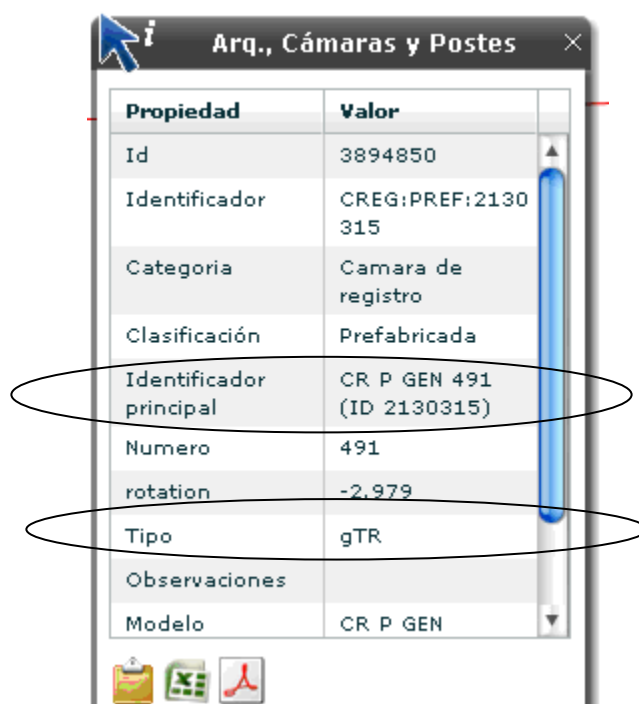 i
Arq., Cámaras y Postes
Propiedad Valor
Id 3894850
Identificador CREG:PREF:2130
315
Categoria Camara de
registro
Clasificación Prefabricada
Identificador CR P GEN 491
principal (ID 2130315)
Numero 491
rotation -2,979
Tipo gTR
Observaciones
Modelo CR P GEN